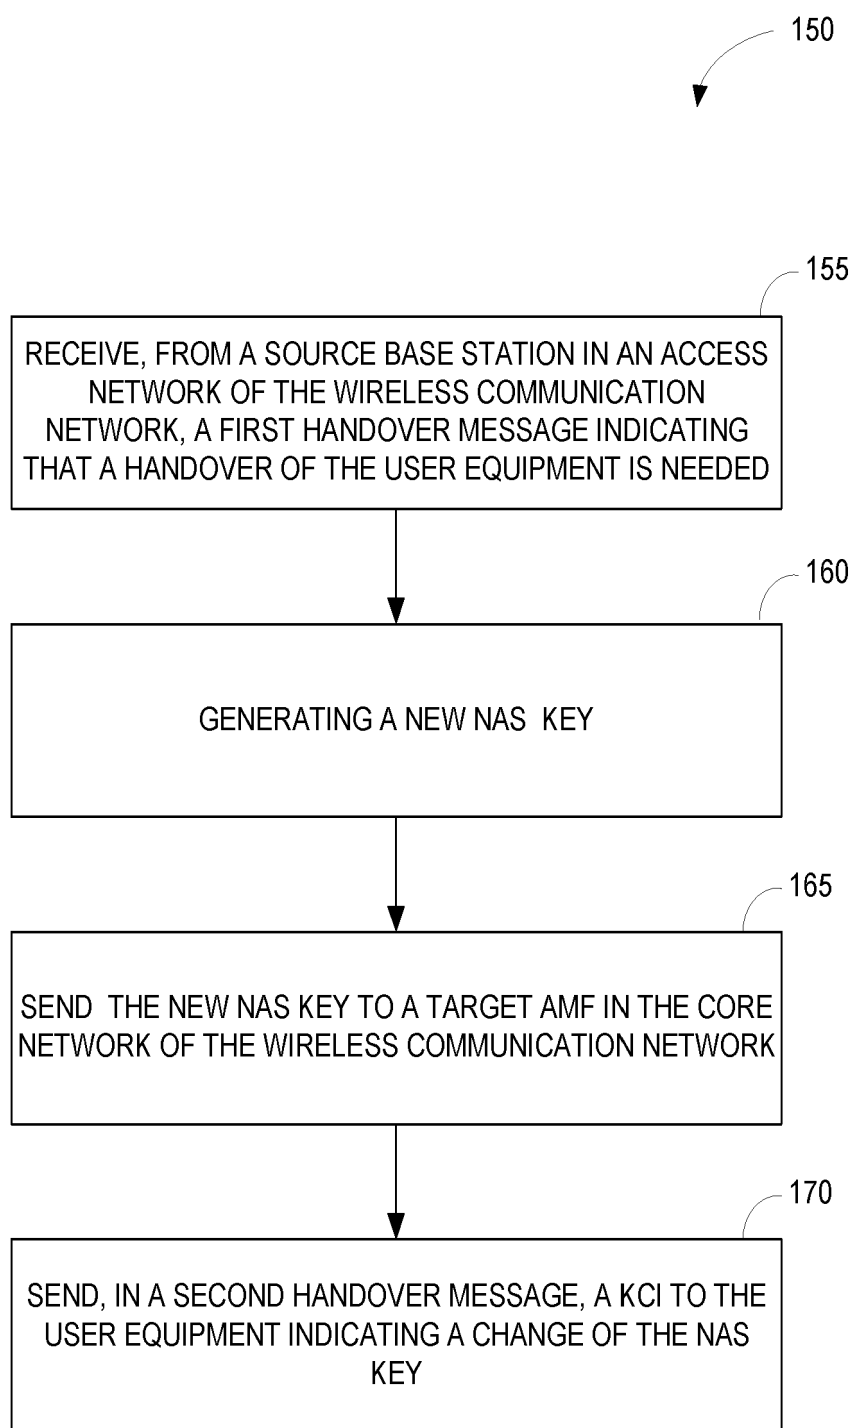 150
155
RECEIVE, FROM A SOURCE BASE STATION IN AN ACCESS
NETWORK OF THE WIRELESS COMMUNICATION
NETWORK, A FIRST HANDOVER MESSAGE INDICATING
THAT A HANDOVER OF THE USER EQUIPMENT IS NEEDED
160
GENERATING A NEW NAS KEY
165
SEND THE NEW NAS KEY TO A TARGET AMF IN THE CORE
NETWORK OF THE WIRELESS COMMUNICATION NETWORK
170
SEND, IN A SECOND HANDOVER MESSAGE, A KCI TO THE
USER EQUIPMENT INDICATING A CHANGE OF THE NAS
KEY